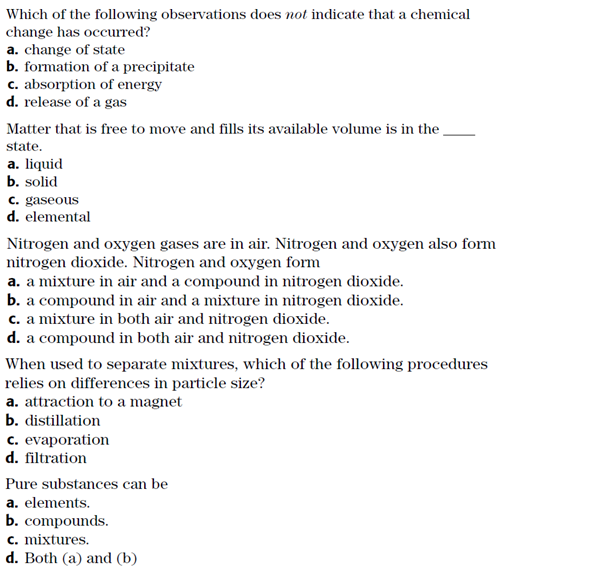 Which of the following observations does not indicate that a chemical
change has occurred?
a. change of state
b. formation of a precipitate
c. absorption of energy
d. release of a gas
Matter that is free to move and fills its available volume is in the ____
state.
a. liquid
b. solid
c. gaseous
d. elemental
Nitrogen and oxygen gases are in air. Nitrogen and oxygen also form
nitrogen dioxide. Nitrogen and oxygen form
a. a mixture in air and a compound in nitrogen dioxide.
b. a compound in air and a mixture in nitrogen dioxide.
c. a mixture in both air and nitrogen dioxide.
d. a compound in both air and nitrogen dioxide.
When used to separate mixtures, which of the following procedures
relies on differences in particle size?
a. attraction to a magnet
b. distillation
c. evaporation
d. filtration
Pure substances can be
a. elements.
b. compounds.
c. mixtures.
d. Both (a) and (b)